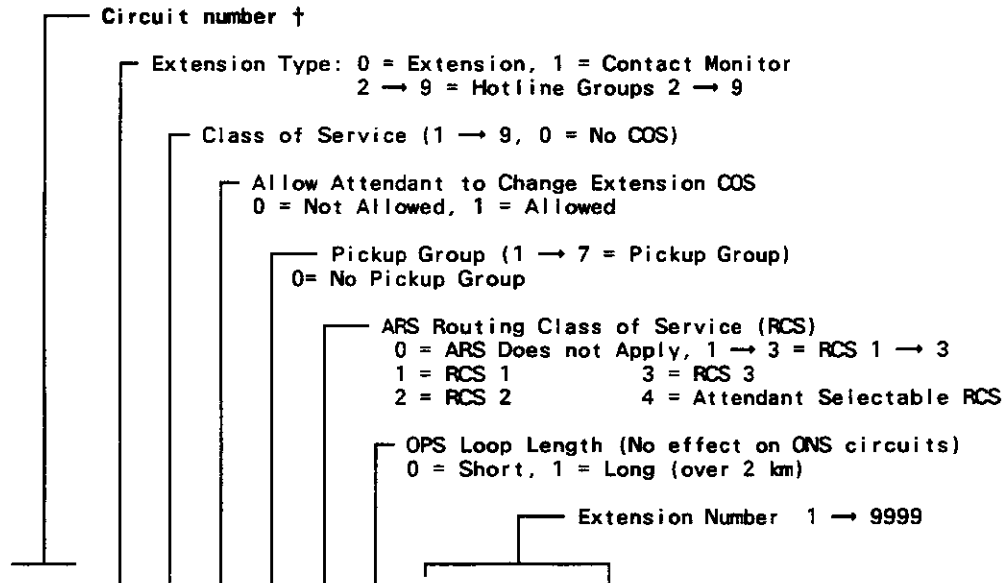 Circuit number †
Extension Type: 0 = Extension, 1 = Contact Monitor
2 → 9 = Hotline Groups 2 → 9
Class of Service (1 → 9, 0 = No COS)
Allow Attendant to Change Extension COS
0 = Not Allowed, 1 = Allowed
Pickup Group (1 → 7 = Pickup Group)
0= No Pickup Group
ARS Routing Class of Service (RCS)
0 = ARS Does not Apply, 1 → 3 = RCS 1 → 3
1 = RCS 1 3 = RCS 3
2 = RCS 2 4 = Attendant Selectable RCS
OPS Loop Length (No effect on ONS circuits)
0 = Short, 1 = Long (over 2 km)
Extension Number 1 → 9999